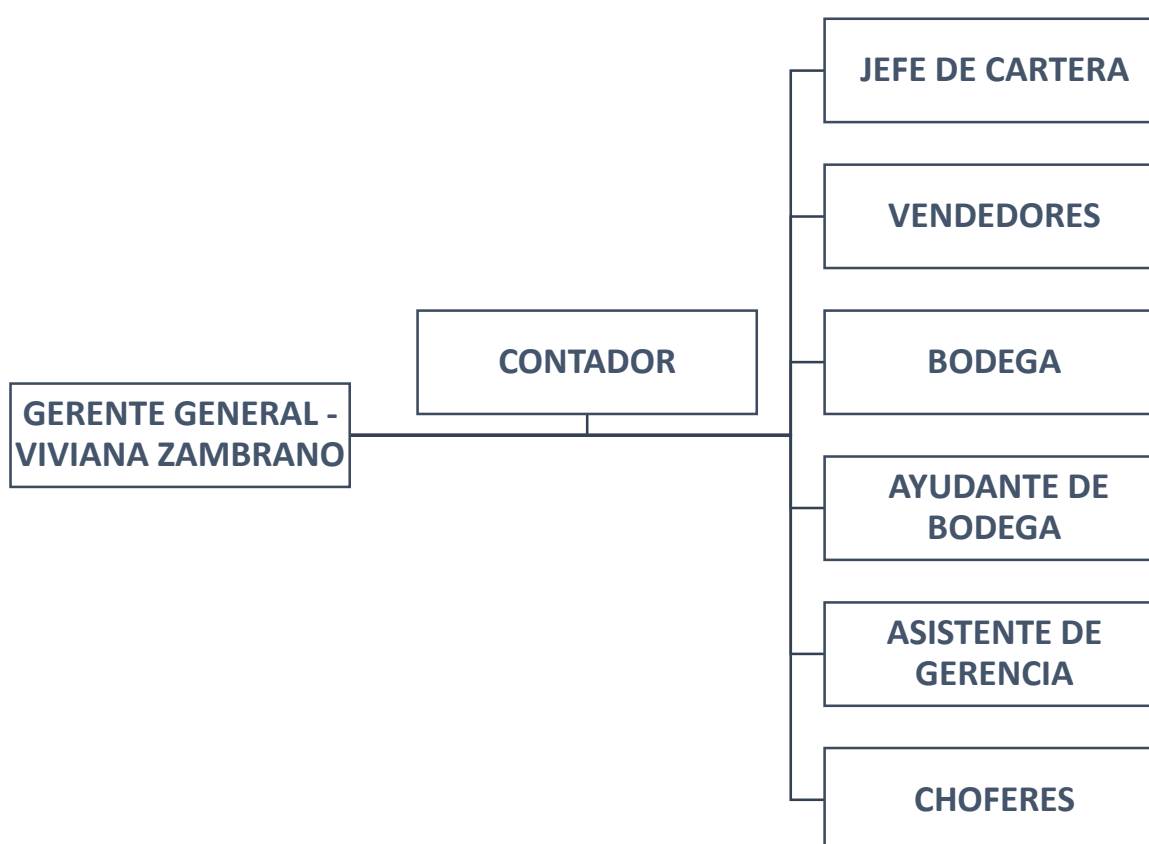 JEFE DE CARTERA
VENDEDORES
CONTADOR
BODEGA
GERENTE GENERAL -
VIVIANA ZAMBRANO
AYUDANTE DE
BODEGA
ASISTENTE DE
GERENCIA
CHOFERES